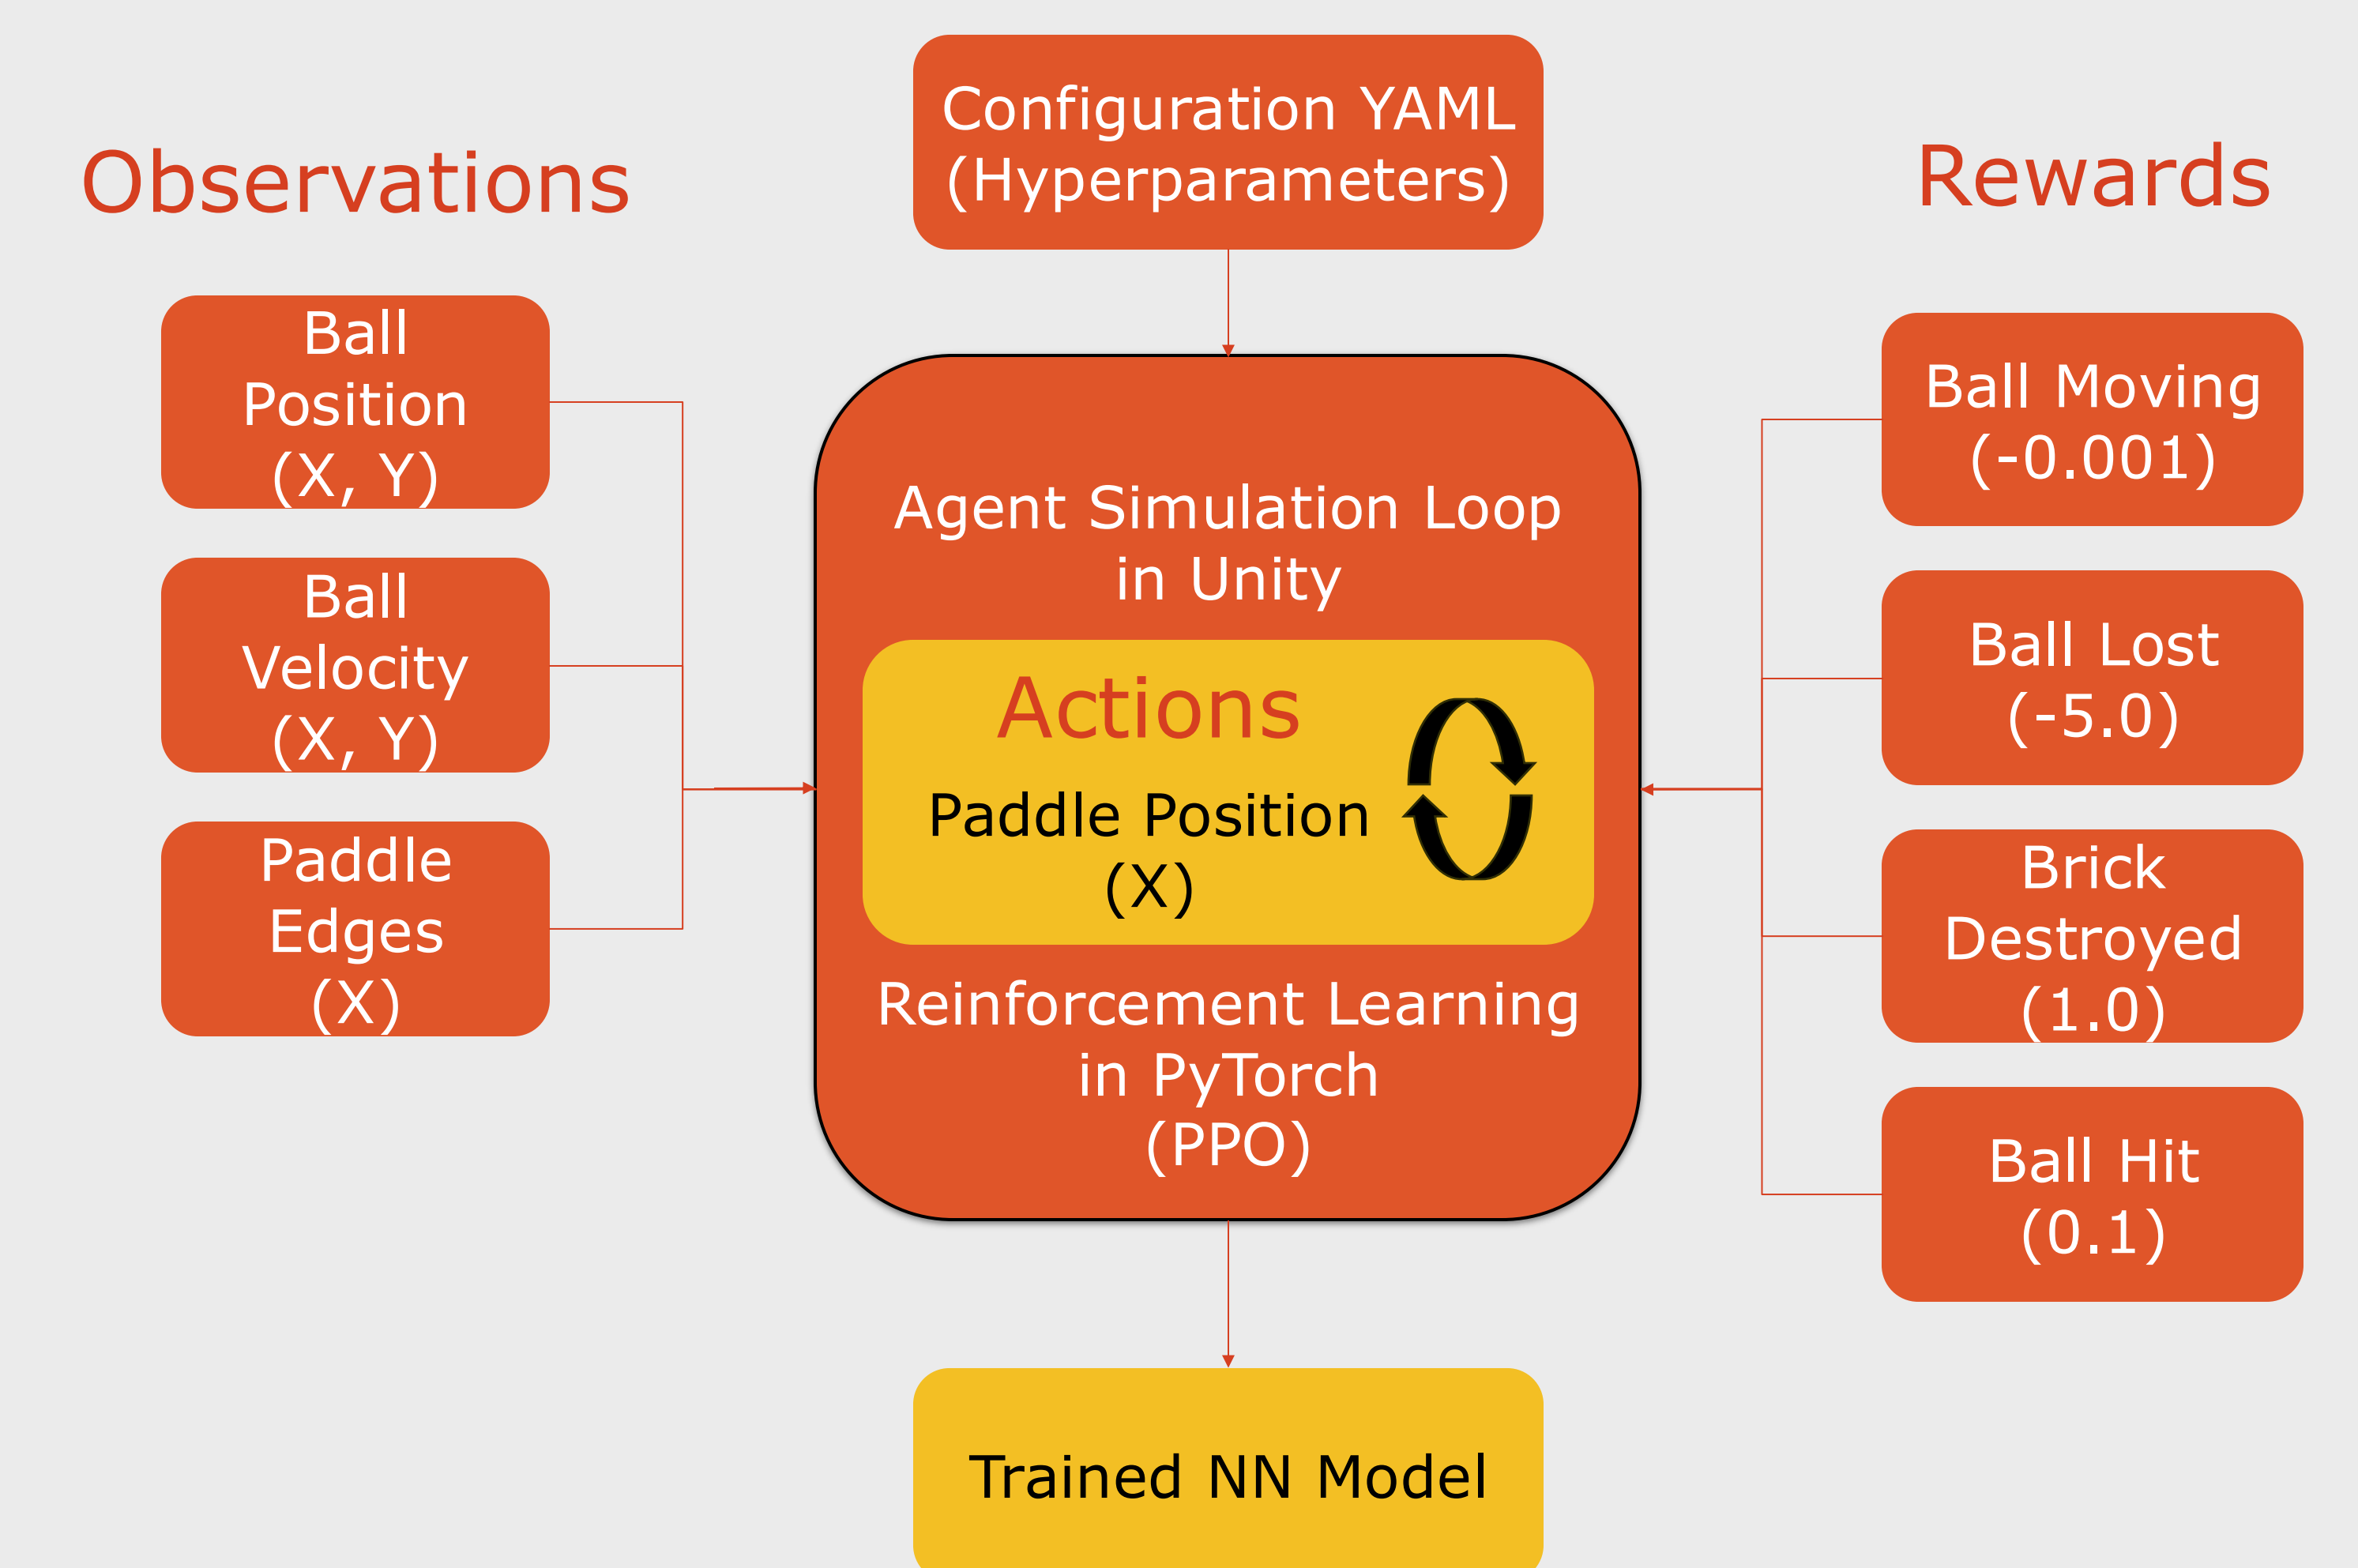 Configuration YAML
(Hyperparameters)
Observations
Rewards
Ball
Position
(X, Y)
Ball
Velocity
(X, Y)
Paddle
Edges
(X)
Agent Simulation Loop
in Unity
Actions
Paddle Position
(X)
Reinforcement Learning
in PyTorch
(PPO)
Ball Moving
(-0.001)
Ball Lost
(-5.0)
Brick
Destroyed
(1.0)
Ball Hit
(0.1)
Trained NN Model